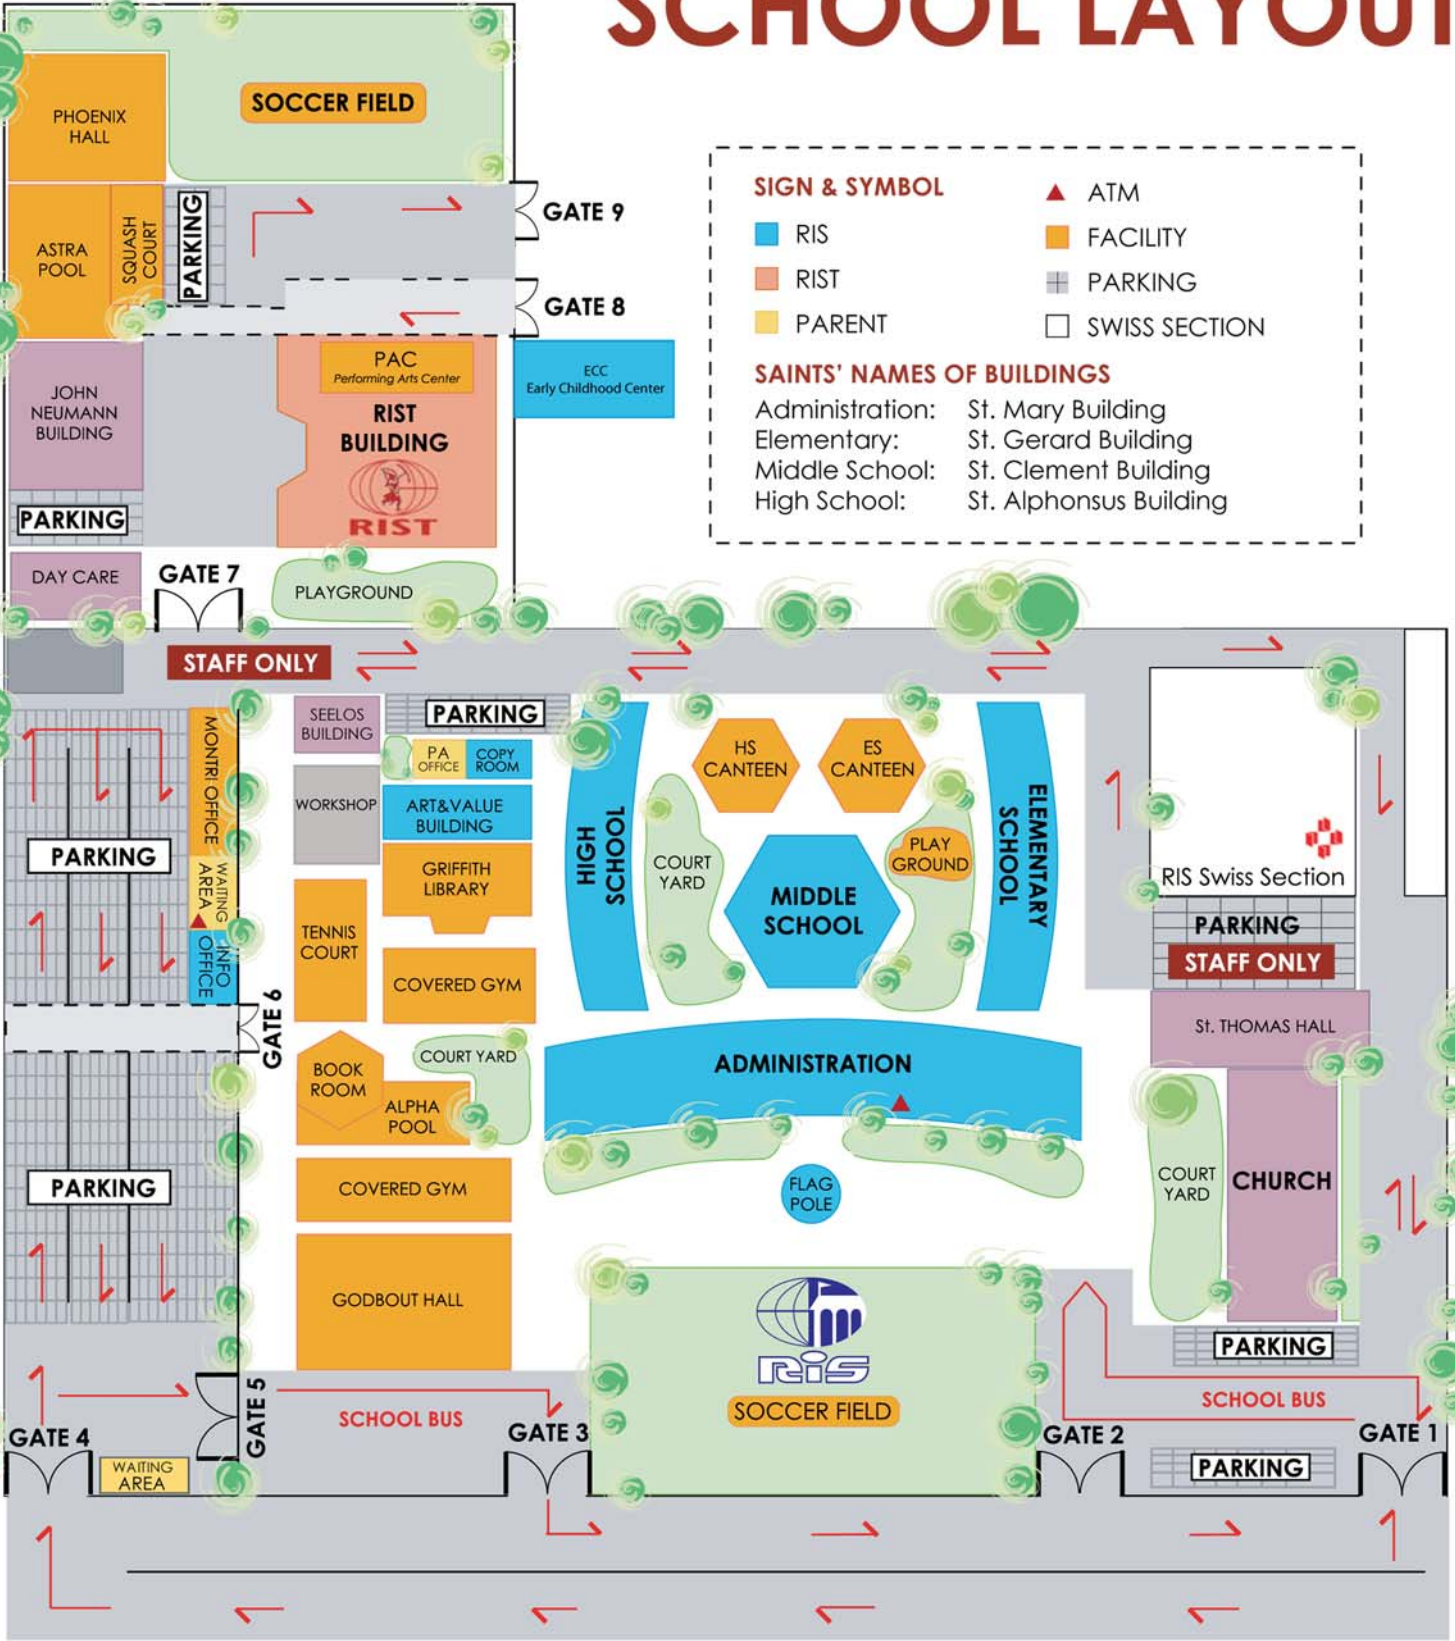 SCHOOL LAYOUT
PHOENIX
HALL
SOCCER FIELD
ASTRA
POOL
SQUASH
COURT
PARKING
GATE 9
GATE 8
SIGN & SYMBOL
RIS
RIST
PARENT
ATM
FACILITY
PARKING
SWISS SECTION
SAINTS' NAMES OF BUILDINGS
Administration: St. Mary Building
Elementary: St. Gerard Building
Middle School: St. Clement Building
High School: St. Alphonsus Building
JOHN
NEUMANN
BUILDING
PAC
Performing Arts Center
RIST
BUILDING
RIST
ECC
Early Childhood Center
PARKING
DAY CARE
GATE 7
PLAYGROUND
STAFF ONLY
MONTRI OFFICE
WAITING
AREA
INFO
OFFICE
PARKING
SEELOS
BUILDING
PARKING
PA
OFFICE
COPY
ROOM
WORKSHOP
ART&VALUE
BUILDING
GRIFFITH
LIBRARY
TENNIS
COURT
COVERED GYM
GATE 6
HIGH
SCHOOL
HS
CANTEEN
ES
CANTEEN
COURT
YARD
PLAY
GROUND
MIDDLE
SCHOOL
ELEMENTARY
SCHOOL
RIS Swiss Section
PARKING
STAFF ONLY
St. THOMAS HALL
BOOK
ROOM
COURT YARD
ALPHA
POOL
ADMINISTRATION
PARKING
COVERED GYM
FLAG
POLE
COURT
YARD
CHURCH
GODBOUT HALL
RiS
SOCCER FIELD
PARKING
SCHOOL BUS
GATE 5
SCHOOL BUS
GATE 4
WAITING
AREA
GATE 3
GATE 2
PARKING
GATE 1